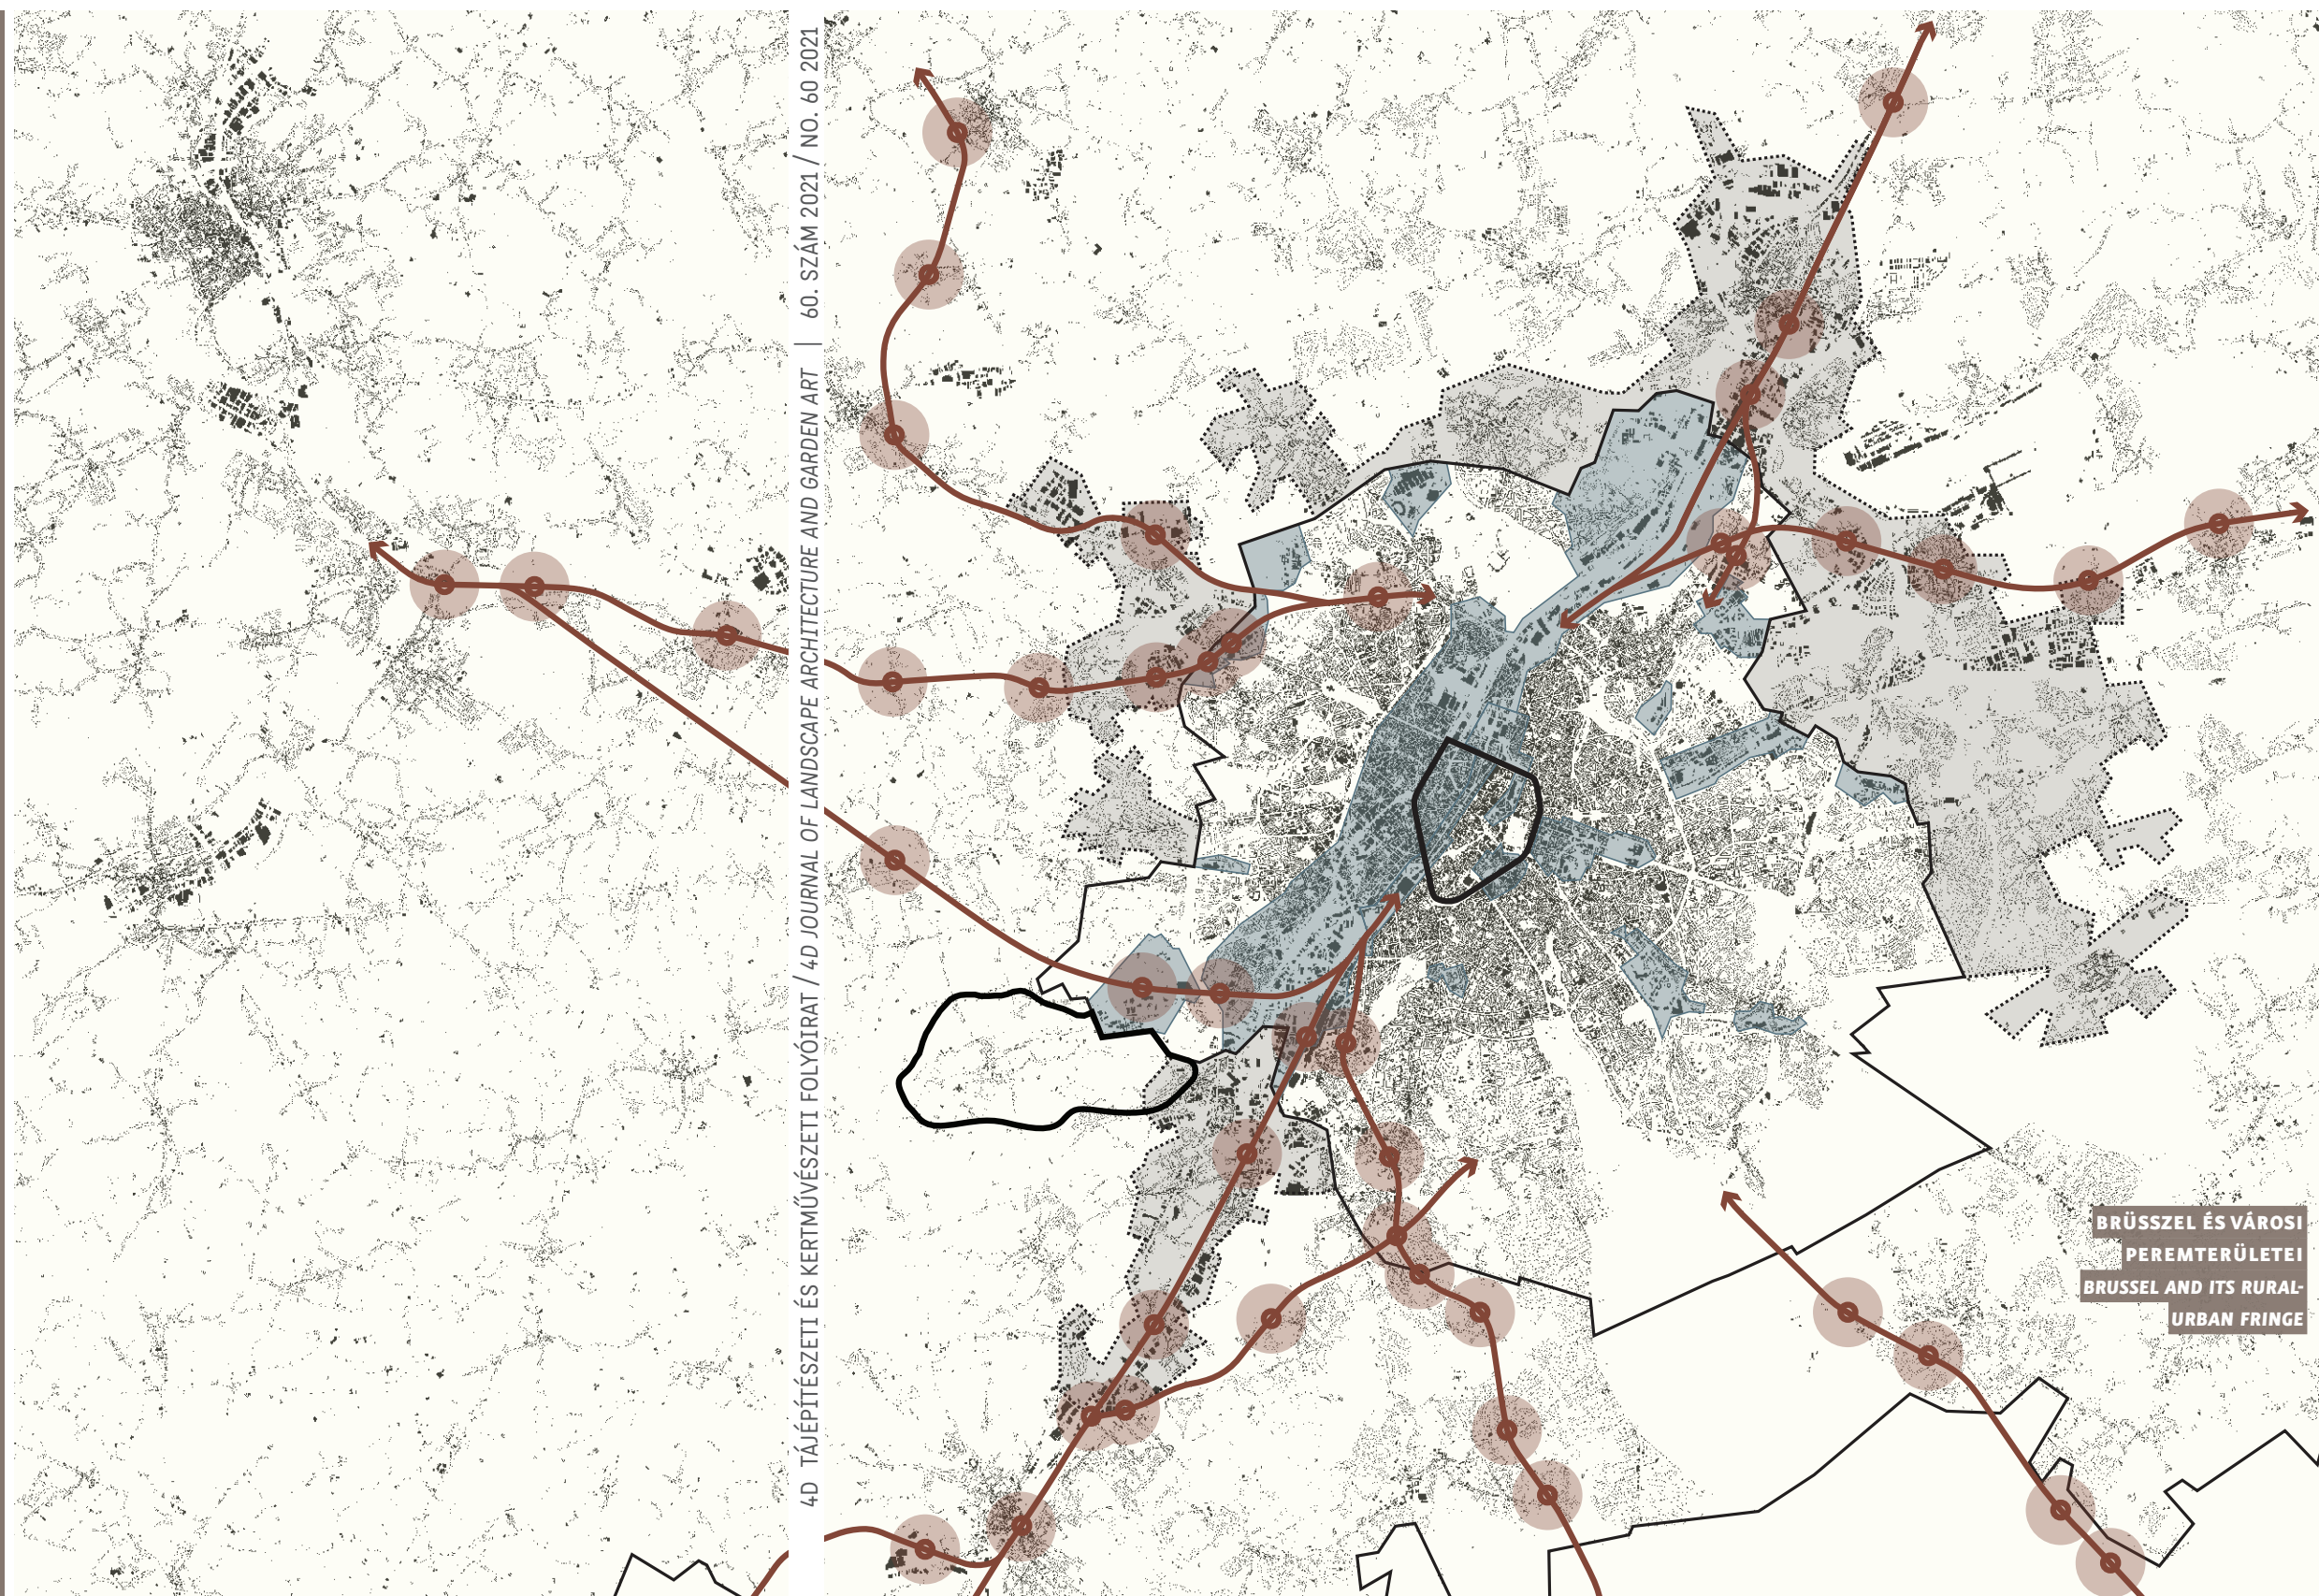 4D TÁJÉPÍTÉSZETI ÉS KERTMŰVÉSZETI FOLYÓIRAT / 4D JOURNAL OF LANDSCAPE ARCHITECTURE AND GARDEN ART | 60. SZÁM 2021 / NO. 60 2021
BRÜSSZEL ÉS VÁROSI
PEREMTERÜLETEI
BRUSSEL AND ITS RURAL-
URBAN FRINGE